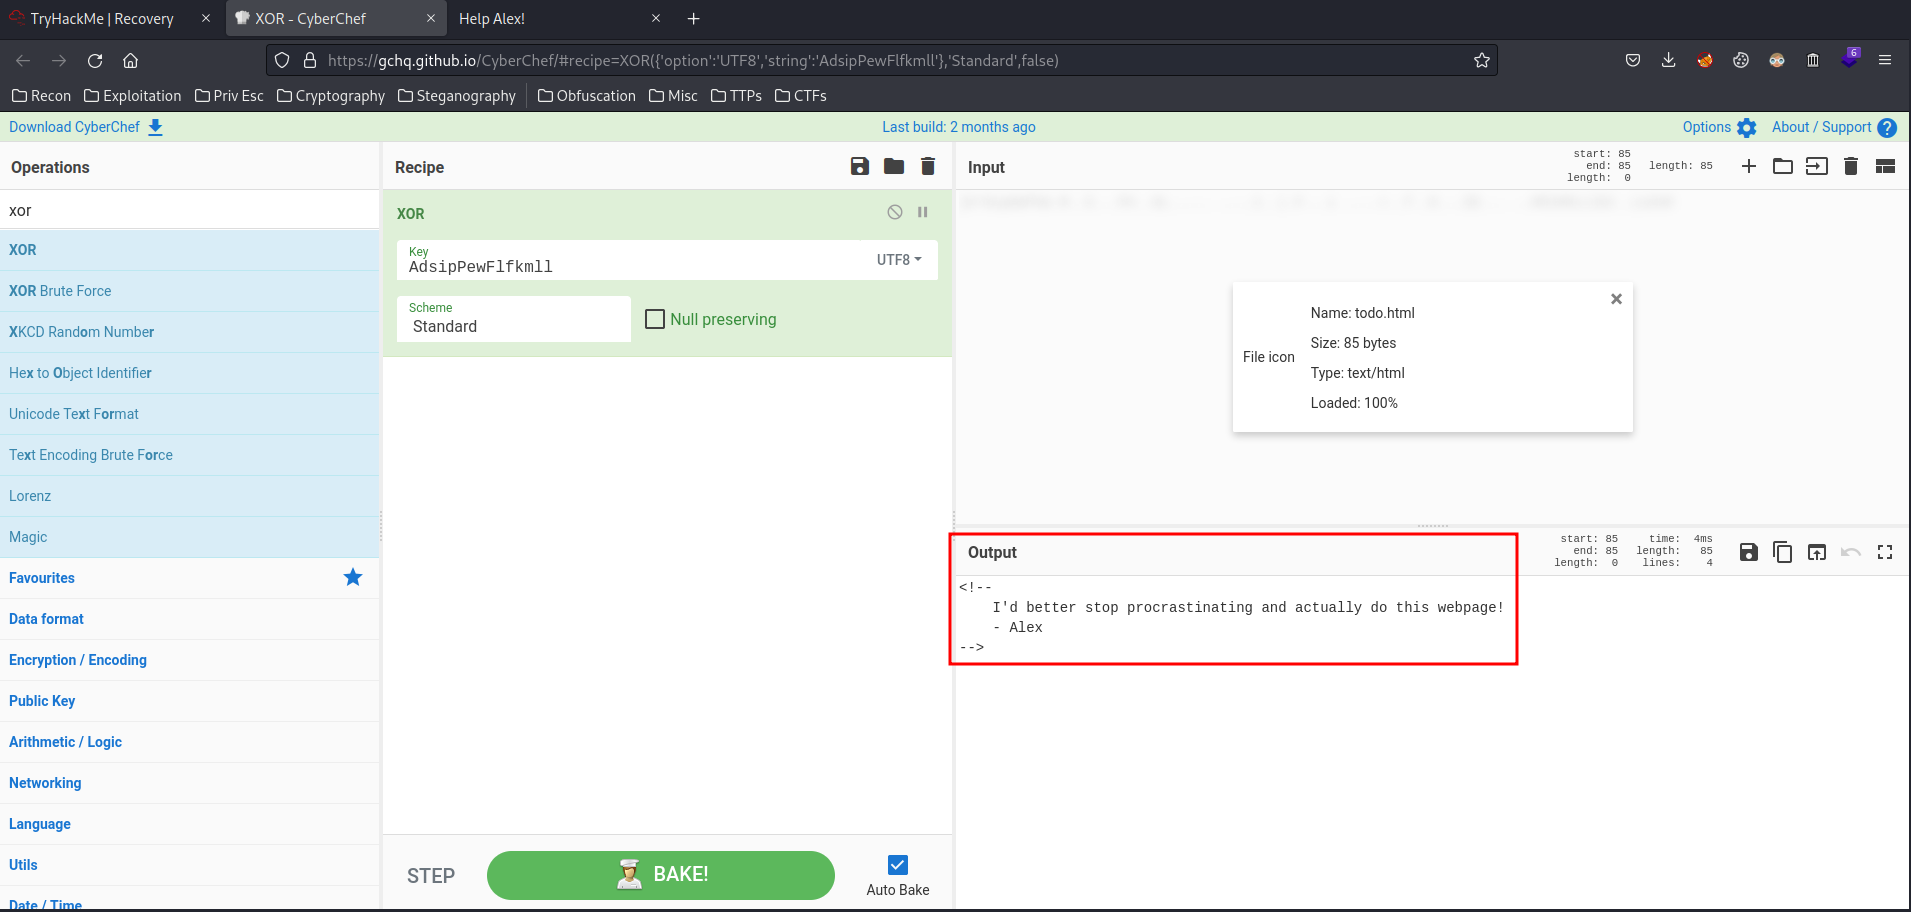 TryHackMe | Recovery
XOR - CyberChef
Help Alex!
https://gchq.github.io/CyberChef/#recipe=XOR({'option':'UTF8','string':'AdsipPewFlfkmll'},'Standard',false)
6
Recon
Exploitation
Priv Esc
Cryptography
Steganography
Obfuscation
Misc
TTPs
CTFs
Download CyberChef
Last build: 2 months ago
Options
About / Support
Operations
xor
XOR
XOR Brute Force
XKCD Random Number
Hex to Object Identifier
Unicode Text Format
Text Encoding Brute Force
Lorenz
Magic
Favourites
Data format
Encryption / Encoding
Public Key
Arithmetic / Logic
Networking
Language
Utils
Date / Time
Recipe
XOR
Key
AdsipPewFlfkmll
UTF8
Scheme
Standard
Null preserving
STEP
BAKE!
Auto Bake
Input
start: 85
end: 85
length: 0
length: 85
File icon
Name: todo.html
Size: 85 bytes
Type: text/html
Loaded: 100%
Output
start: 85
end: 85
length: 0
time: 4ms
length: 85
lines: 4
<!--
I'd better stop procrastinating and actually do this webpage!
- Alex
-->